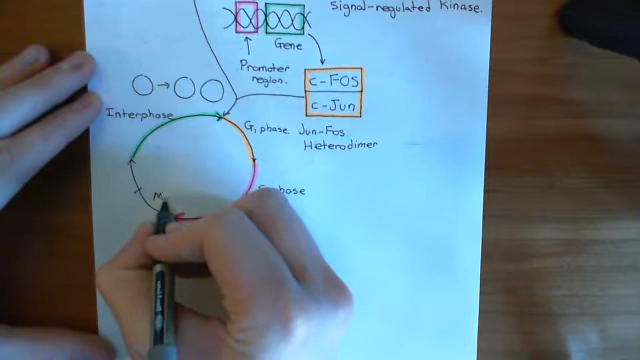 Signal-regulated Kinase.
Gene
Promoter
region.
c-FOS
c-Jun
Interphase
G₁ phase
Jun-Fos
Heterodimer
M